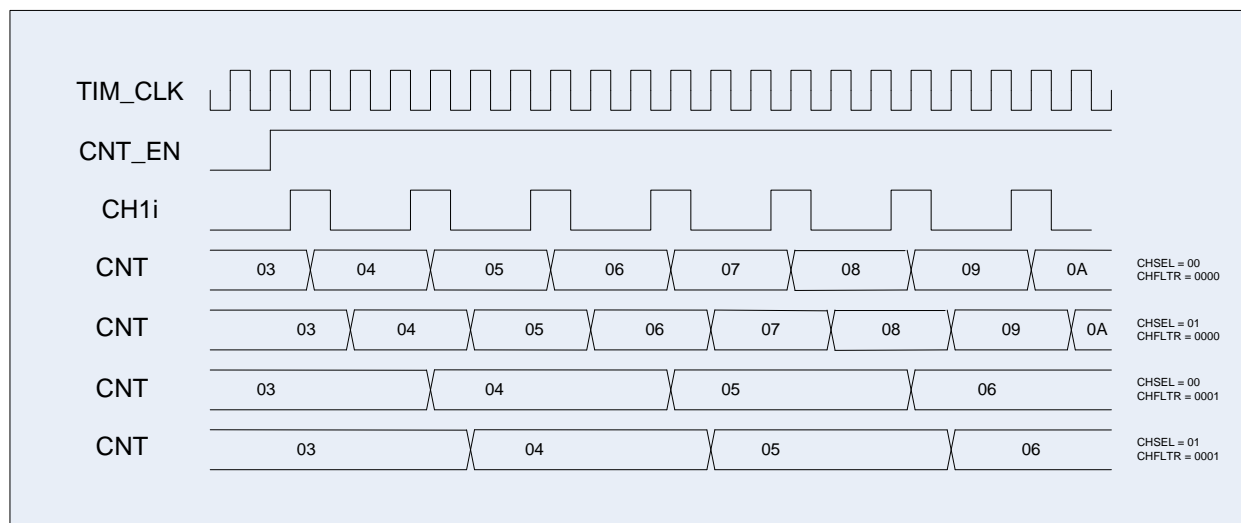 TIM_CLK
CNT_EN
CH1i
CNT 03 04 05 06 07 08 09 0A CHSEL = 00
CHFLTR = 0000
CNT 03 04 05 06 07 08 09 0A CHSEL = 01
CHFLTR = 0000
CNT 03 04 05 06 CHSEL = 00
CHFLTR = 0001
CNT 03 04 05 06 CHSEL = 01
CHFLTR = 0001